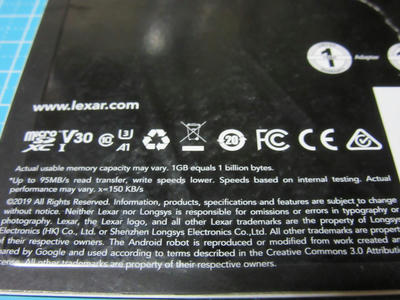 1
Adapter
www.lexar.com
micro SD XC I V30 10 U3 A1 20 FC CE
Actual usable memory capacity may vary. 1GB equals 1 billion bytes.
*Up to 95MB/s read transfer, write speeds lower. Speeds based on internal testing. Actual
performance may vary. x=150 KB/s
©2019 All Rights Reserved. Information, products, specifications and features are subject to change
without notice. Neither Lexar nor Longsys is responsible for omissions or errors in typography or
photography. Lexar, the Lexar logo, and all other Lexar trademarks are the property of Longsys
Electronics (HK) Co., Ltd. or Shenzhen Longsys Electronics Co.,Ltd. All other trademarks are prope
of their respective owners. The Android robot is reproduced or modified from work created an
hared by Google and used according to terms described in the Creative Commons 3.0 Attributi
icense. All other trademarks are property of their respective owners.